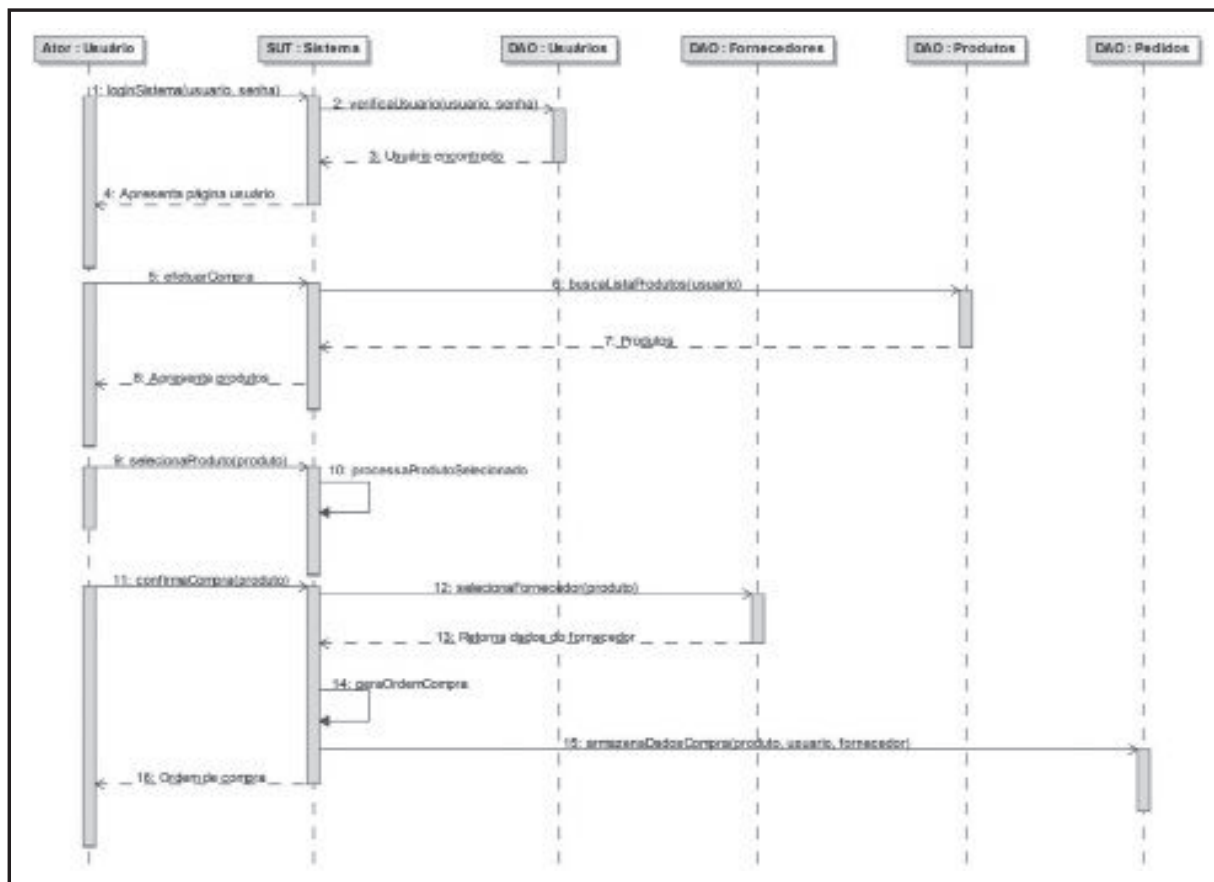 Ator : Usuário
SUT : Sistema
DAO : Usuários
DAO : Fornecedores
DAO : Produtos
DAO : Pedidos
1: loginSistema(usuario, senha)
2: verificaUsuario(usuario, senha)
3: Usuário encontrado
4: Apresenta página usuário
5: efetuarCompra
6: buscaListaProdutos(usuario)
7: Produtos
8: Apresenta produtos
9: selecionaProduto(produto)
10: processaProdutoSelecionado
11: confirmaCompra(produto)
12: selecionaFornecedor(produto)
13: Retorna dados do fornecedor
14: geraOrdemCompra
15: armazenaDadosCompra(produto, usuario, fornecedor)
16: Ordem de compra